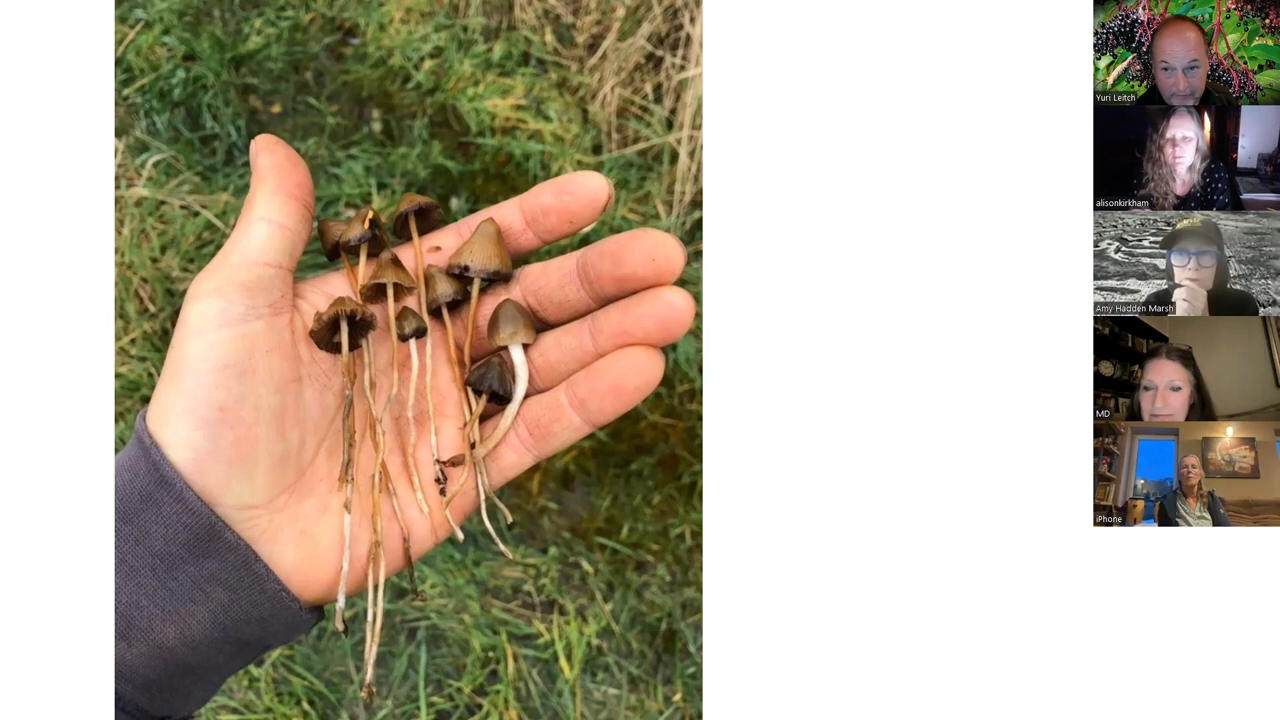 Yuri Leitch
alisonkirkham
Amy Hadden Marsh
MD
iPhone